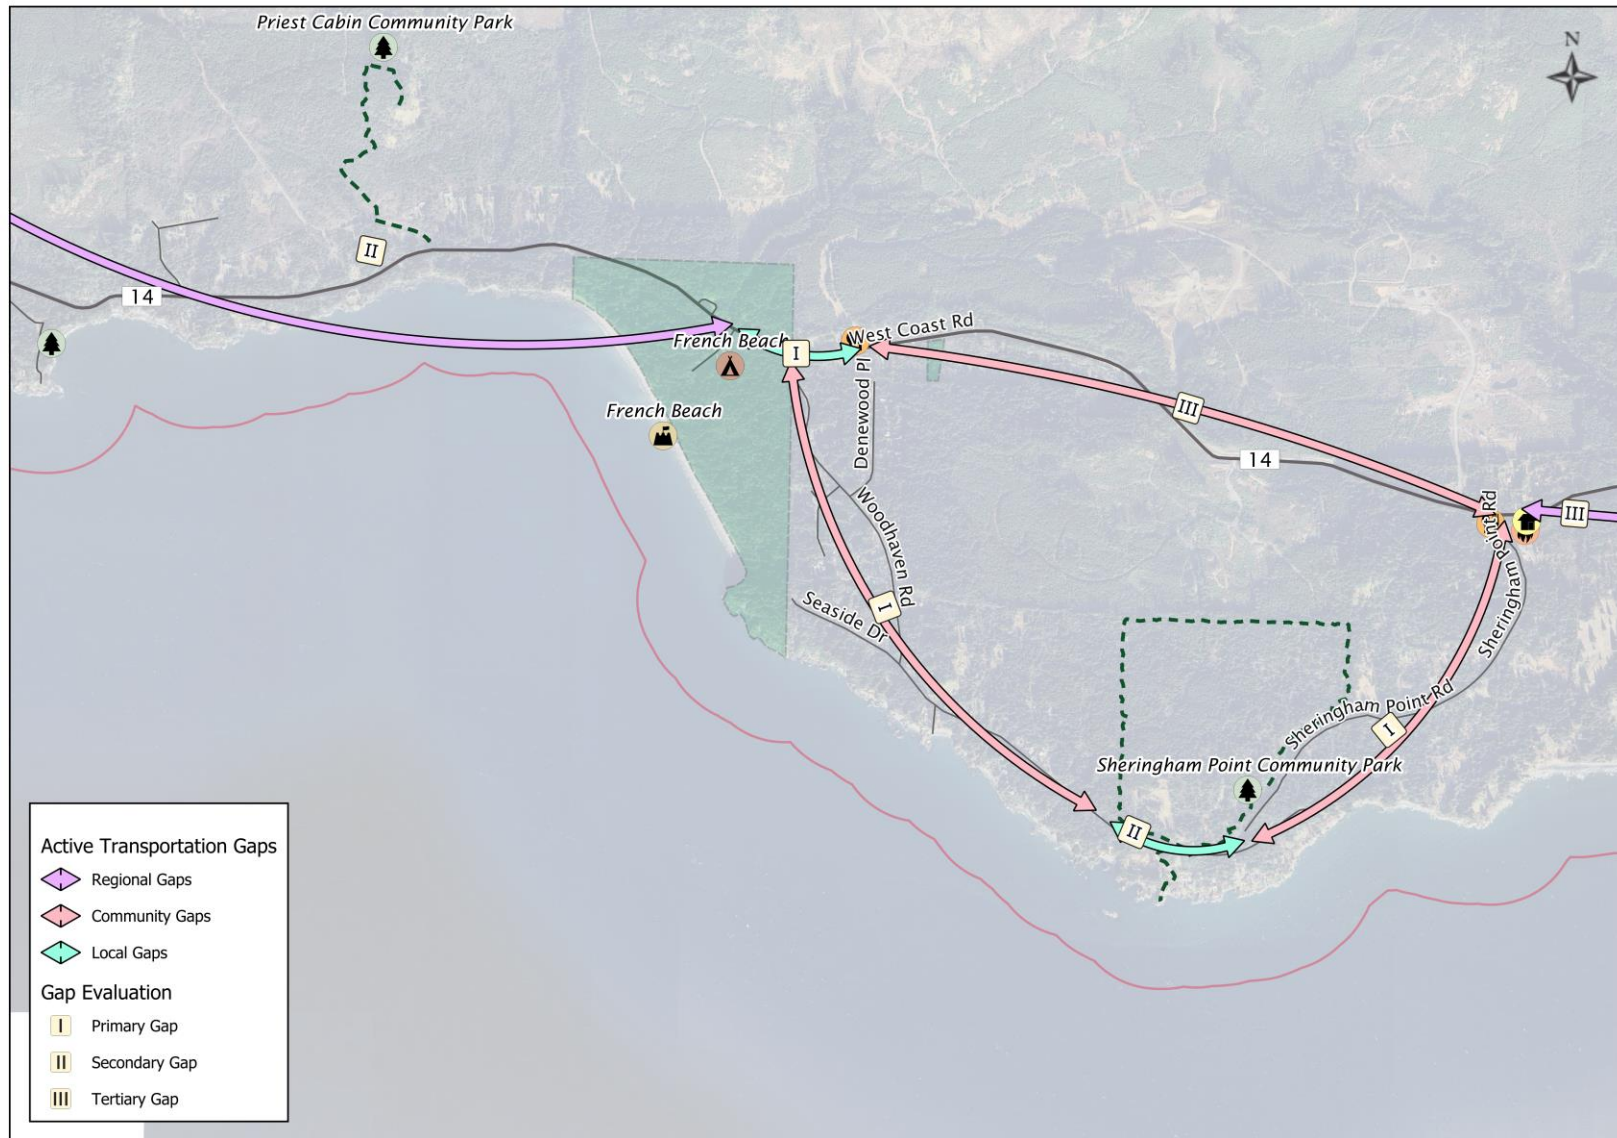 Priest Cabin Community Park
N
II
14
French Beach
I
West Coast Rd
Denewood Pl
French Beach
III
14
Woodhaven Rd
Point Rd
III
Seaside Dr
I
Sheringham
Sheringham Point Rd
I
Sheringham Point Community Park
II
Active Transportation Gaps
Regional Gaps
Community Gaps
Local Gaps
Gap Evaluation
I Primary Gap
II Secondary Gap
III Tertiary Gap